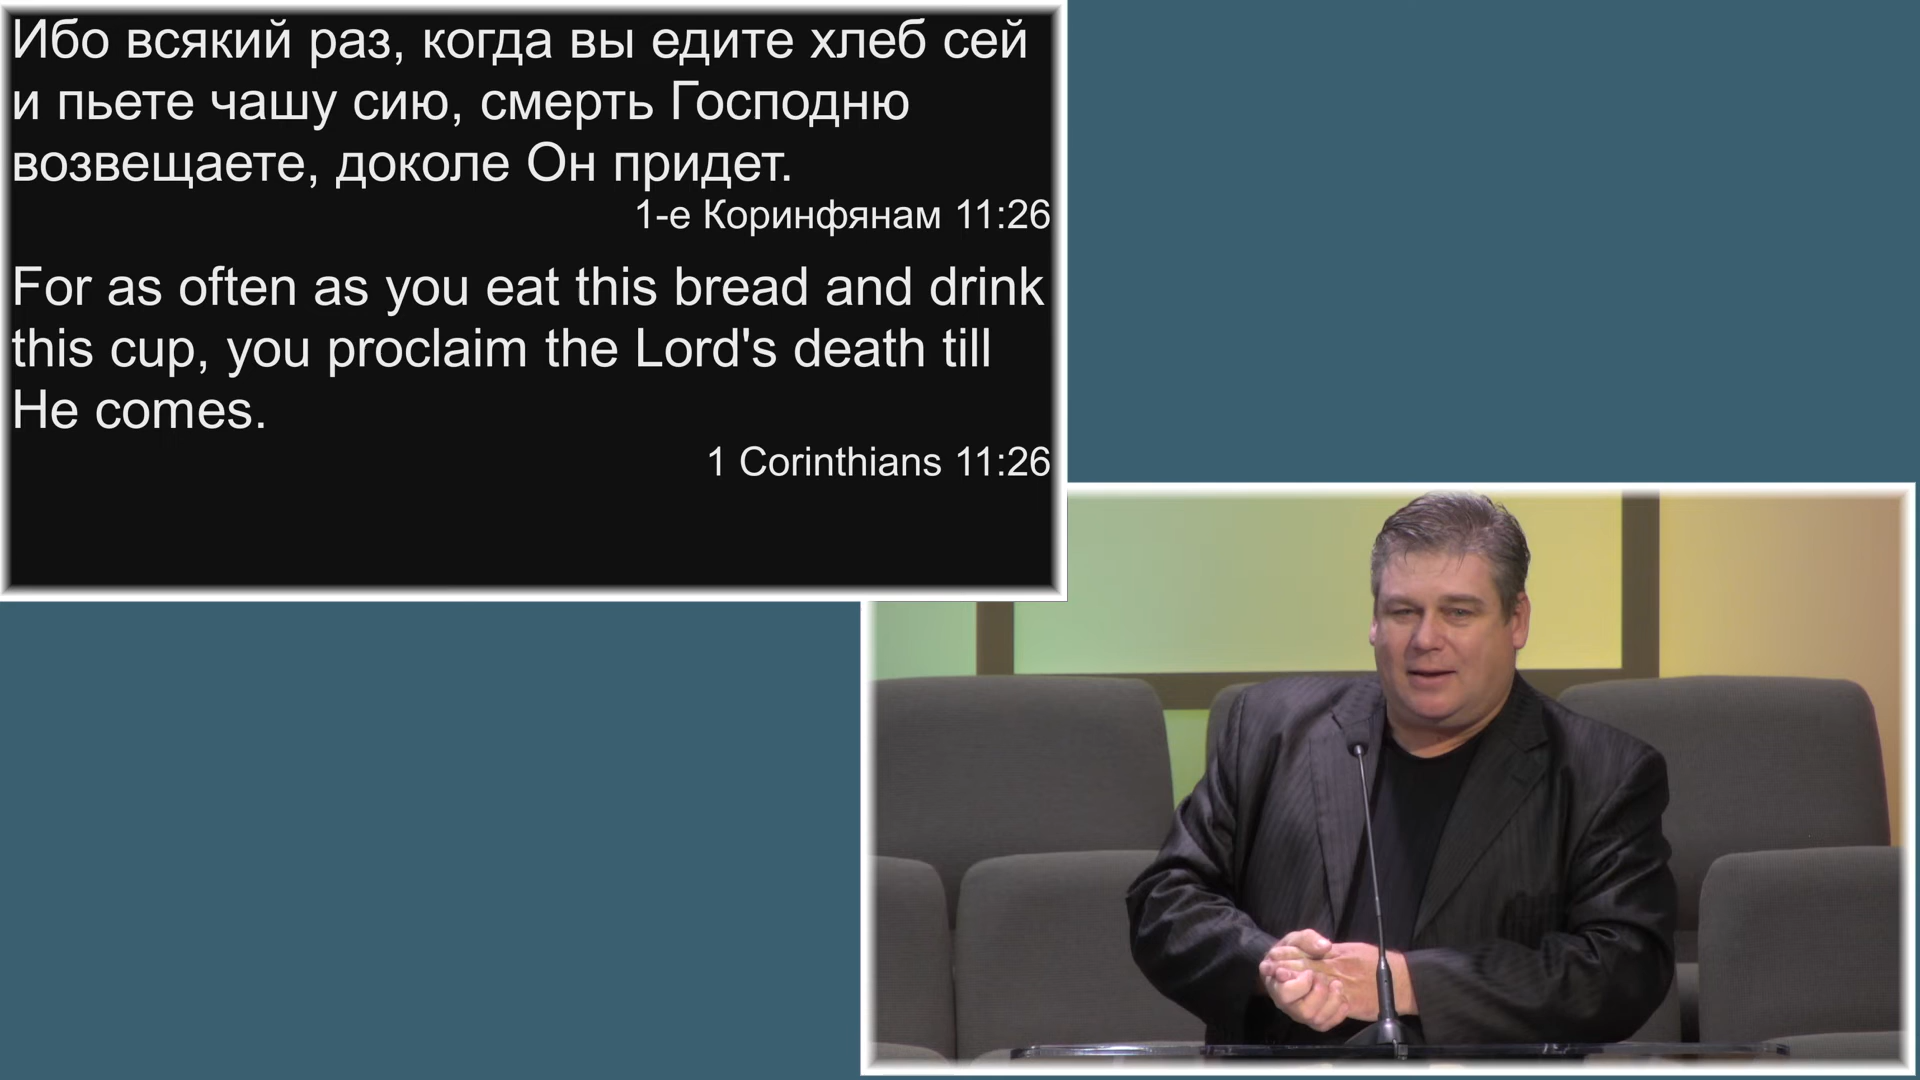 Ибо всякий раз, когда вы едите хлеб сей
и пьете чашу сию, смерть Господню
возвещаете, доколе Он придет.
1-е Коринфянам 11:26
For as often as you eat this bread and drink
this cup, you proclaim the Lord's death till
He comes.
1 Corinthians 11:26